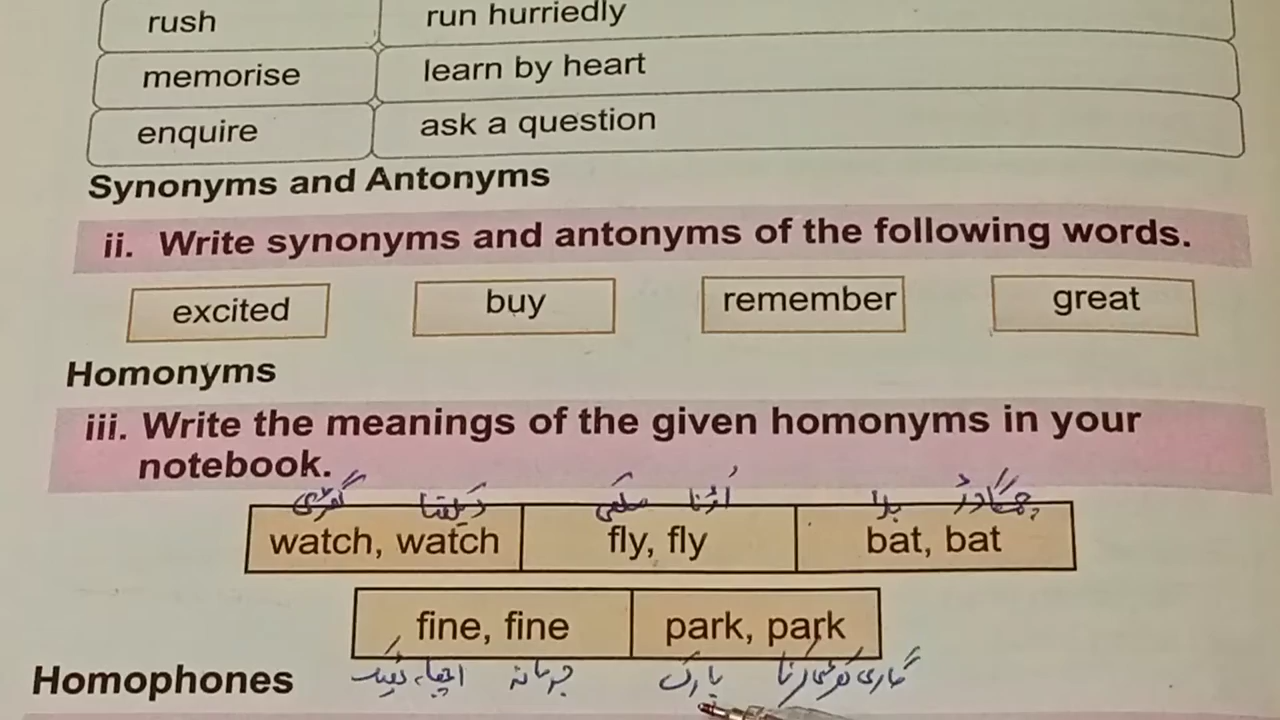 rush run hurriedly
memorise learn by heart
enquire ask a question
Synonyms and Antonyms
ii. Write synonyms and antonyms of the following words.
excited buy remember great
Homonyms
iii. Write the meanings of the given homonyms in your
notebook.
گھڑی دیکھنا مکھی اُڑنا بلا چمگادڑ
watch, watch fly, fly bat, bat
fine, fine park, park
Homophones اچھا، ٹھیک جرمانہ پارک گاڑی کھڑی کرنا